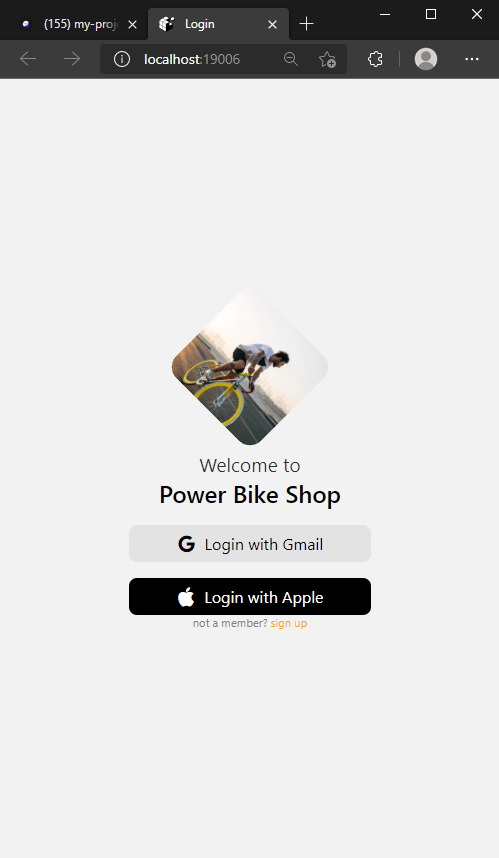 (155) my-proj
Login
localhost:19006
Welcome to
Power Bike Shop
G Login with Gmail
Login with Apple
not a member? sign up